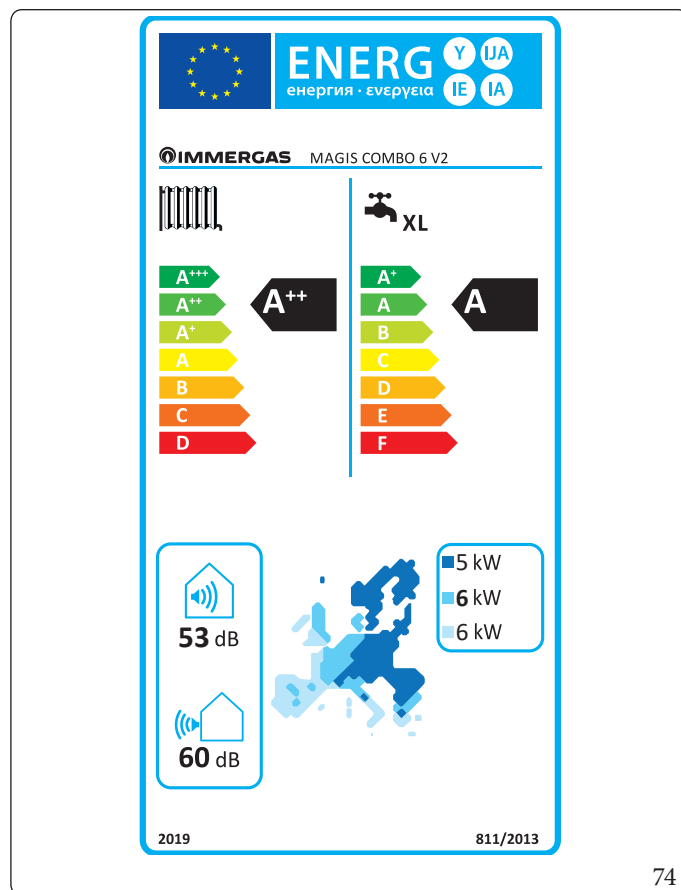 ENERG Y IJA
енергия · ενεργεια IE IA
IMMERGAS MAGIS COMBO 6 V2
XL
A+++ A++ A+
A++ A A
A+ B
A C
B D
C E
D F
5 kW
6 kW
53 dB 6 kW
60 dB
2019 811/2013
74